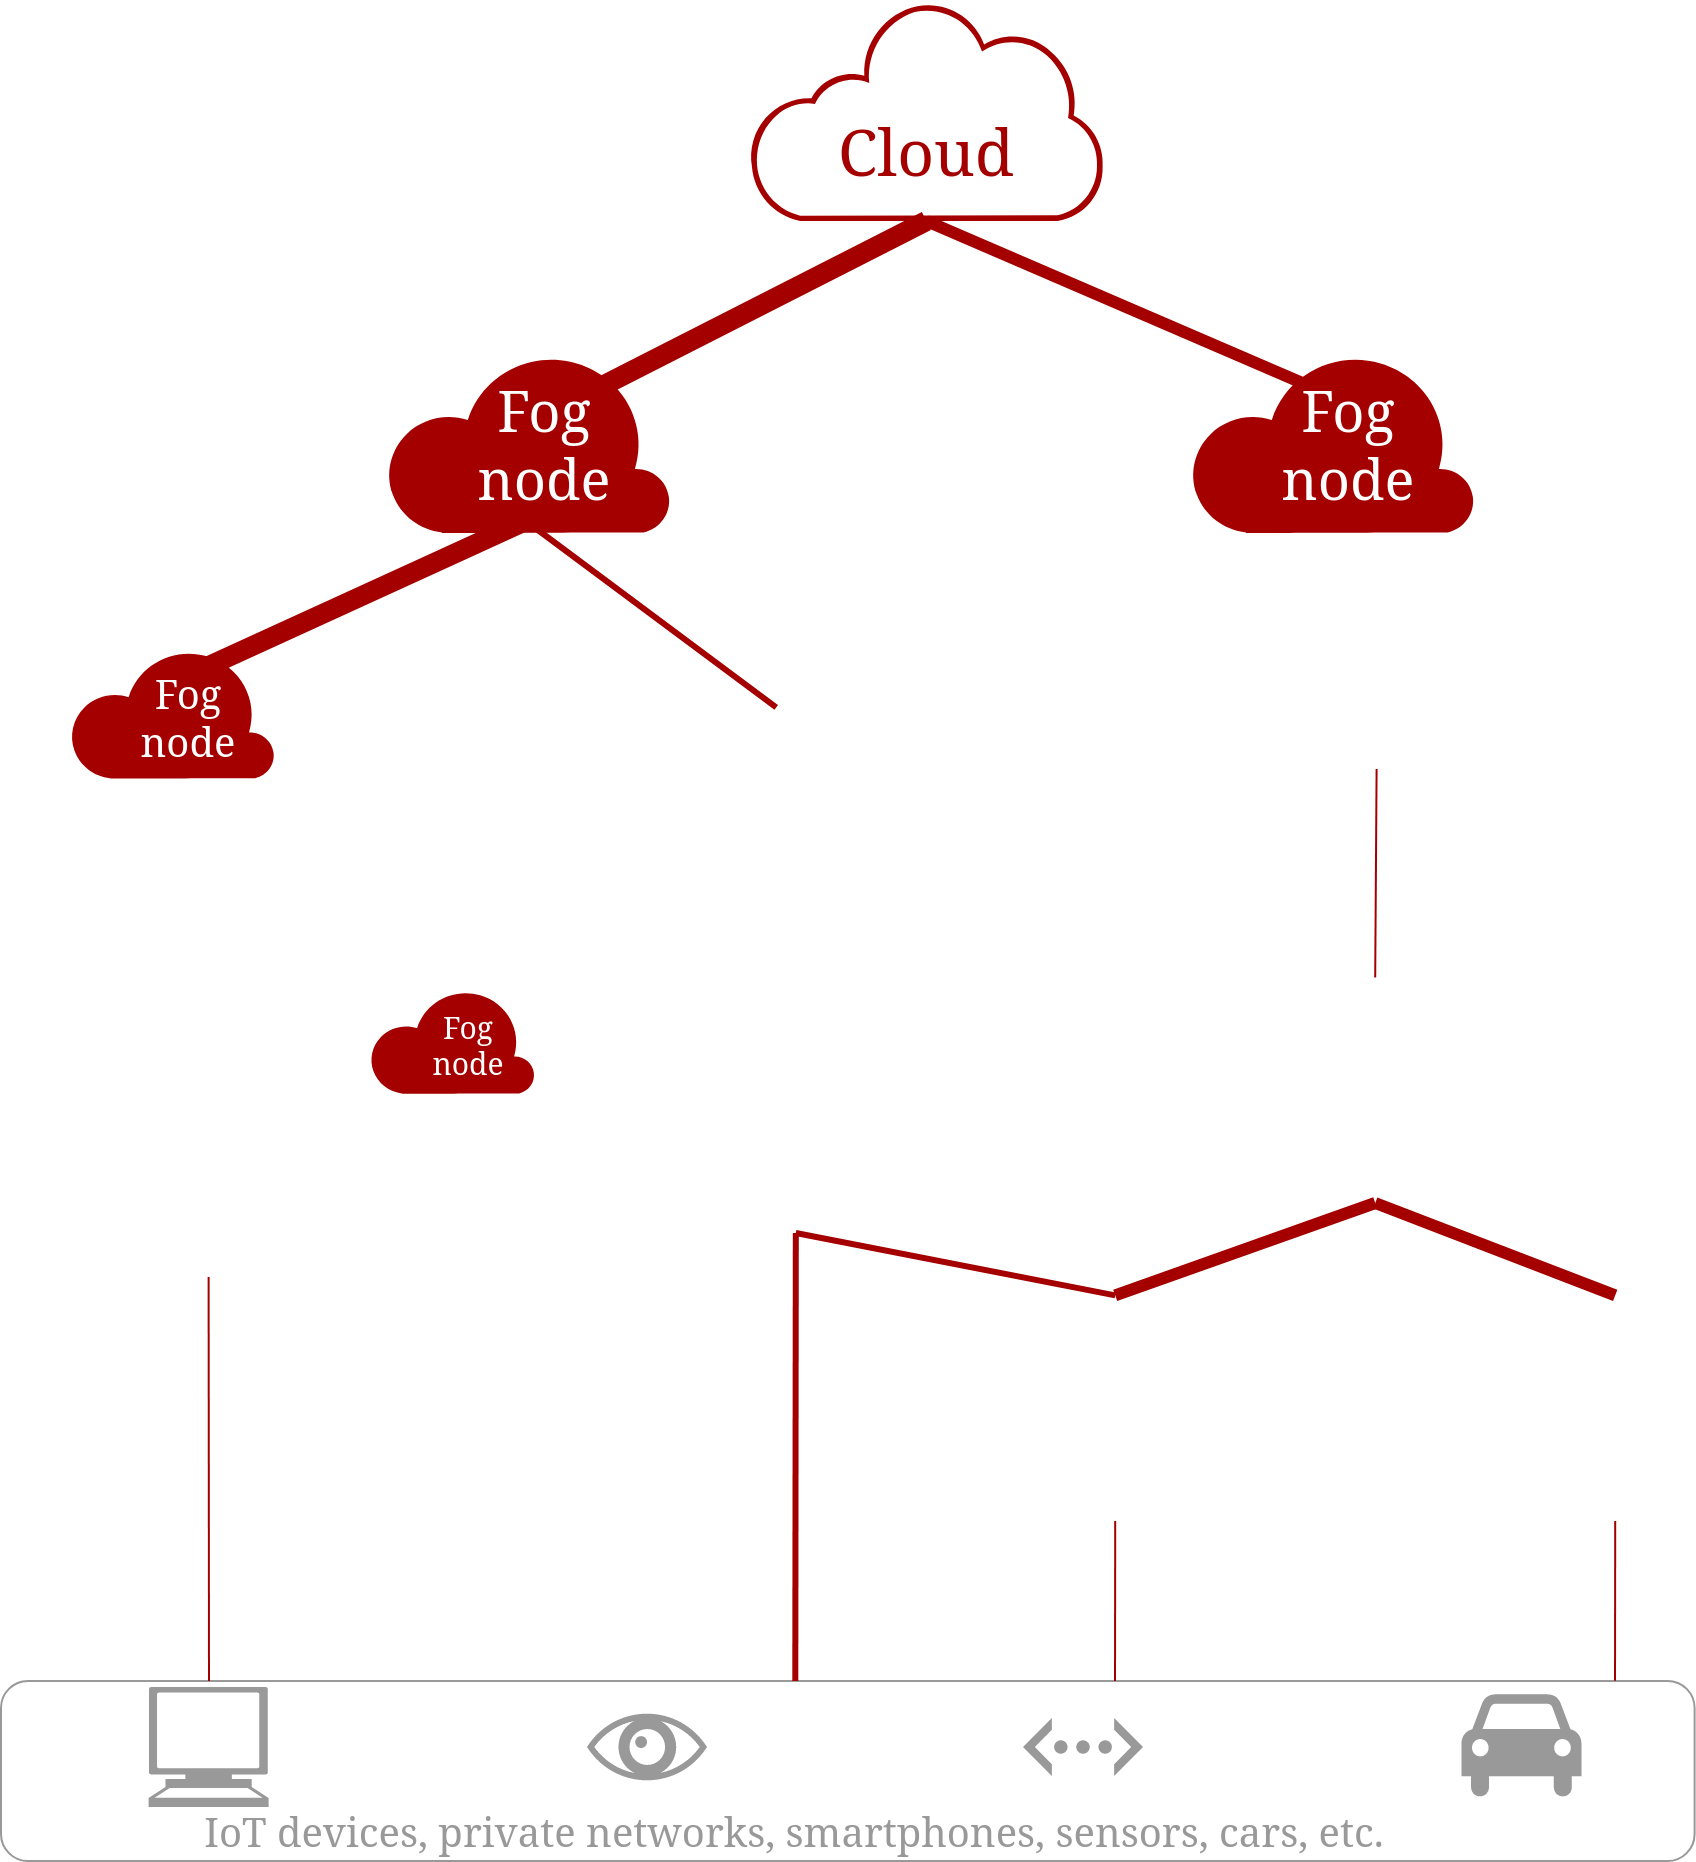 Cloud
Fog
node
Fog
node
Fog
node
Fog
node
IoT devices, private networks, smartphones, sensors, cars, etc.